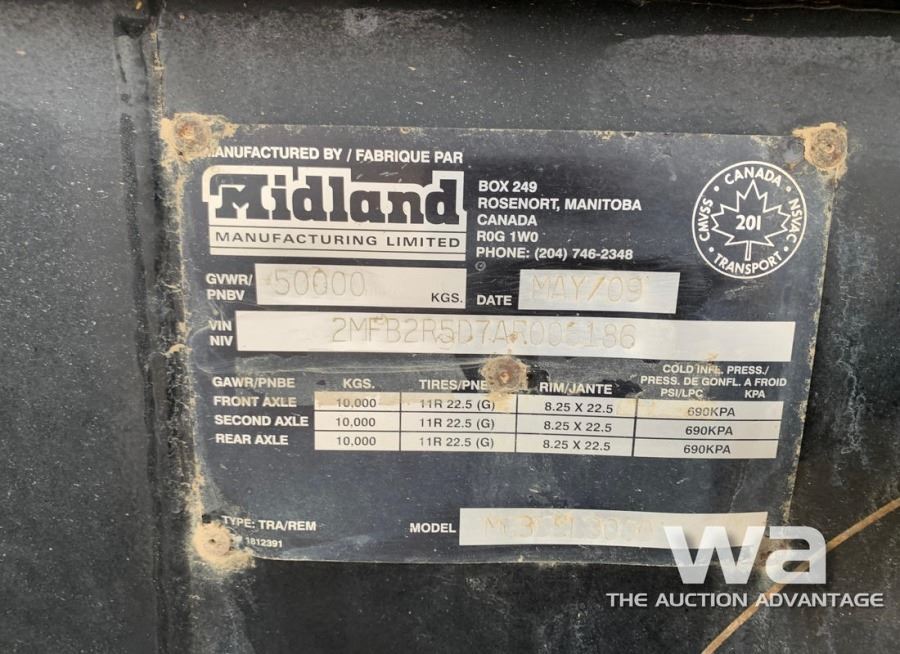 MANUFACTURED BY / FABRIQUE PAR
Midland
MANUFACTURING LIMITED
BOX 249
ROSENORT, MANITOBA
CANADA
R0G 1W0
PHONE: (204) 746-2348
CANADA
CMVSS 201 NSVAC
TRANSPORT
GVWR/
PNBV 50000 KGS. DATE MAY/09
VIN
NIV
GAWR/PNBE KGS. TIRES/PNE RIM/JANTE COLD INFL. PRESS./
PRESS. DE GONFL. A FROID
PSI/LPC KPA
FRONT AXLE 10,000 11R 22.5 (G) 8.25 X 22.5 690KPA
SECOND AXLE 10,000 11R 22.5 (G) 8.25 X 22.5 690KPA
REAR AXLE 10,000 11R 22.5 (G) 8.25 X 22.5 690KPA
TYPE: TRA/REM MODEL
1812391
wa
THE AUCTION ADVANTAGE